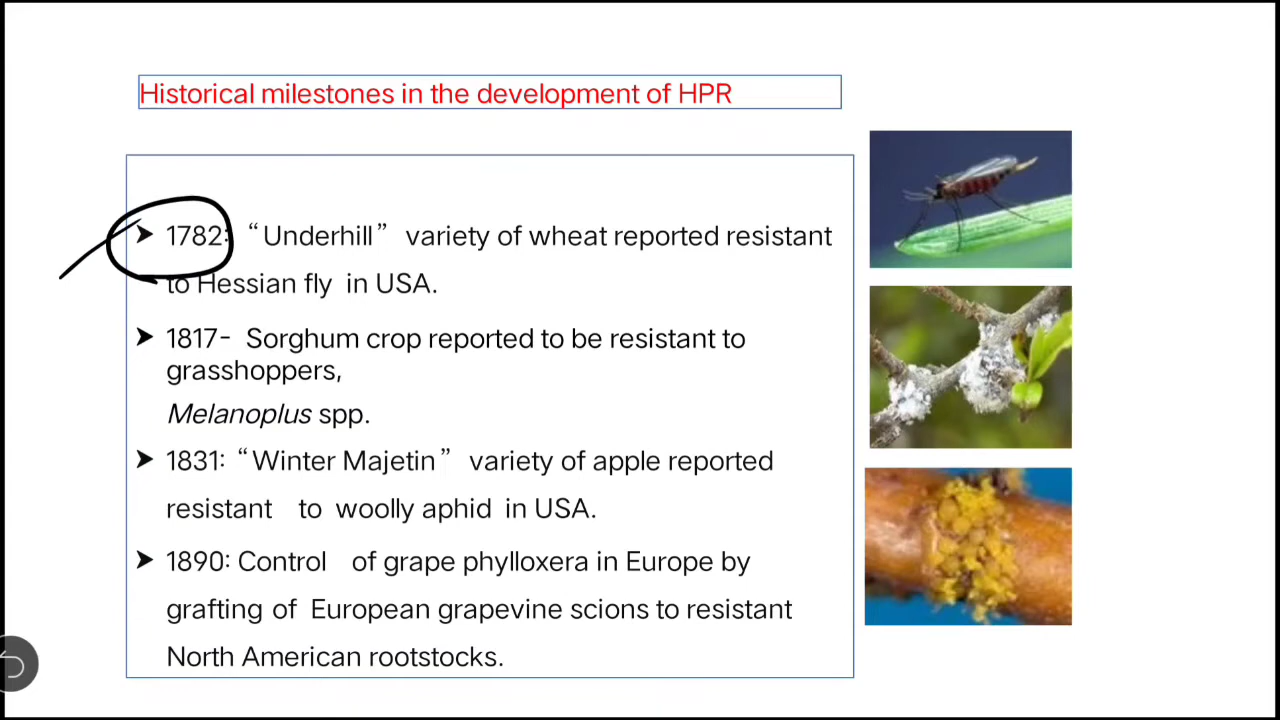 Historical milestones in the development of HPR
➤ 1782: “Underhill” variety of wheat reported resistant
to Hessian fly in USA.
➤ 1817- Sorghum crop reported to be resistant to
grasshoppers,
Melanoplus spp.
➤ 1831: “Winter Majetin” variety of apple reported
resistant to woolly aphid in USA.
➤ 1890: Control of grape phylloxera in Europe by
grafting of European grapevine scions to resistant
North American rootstocks.